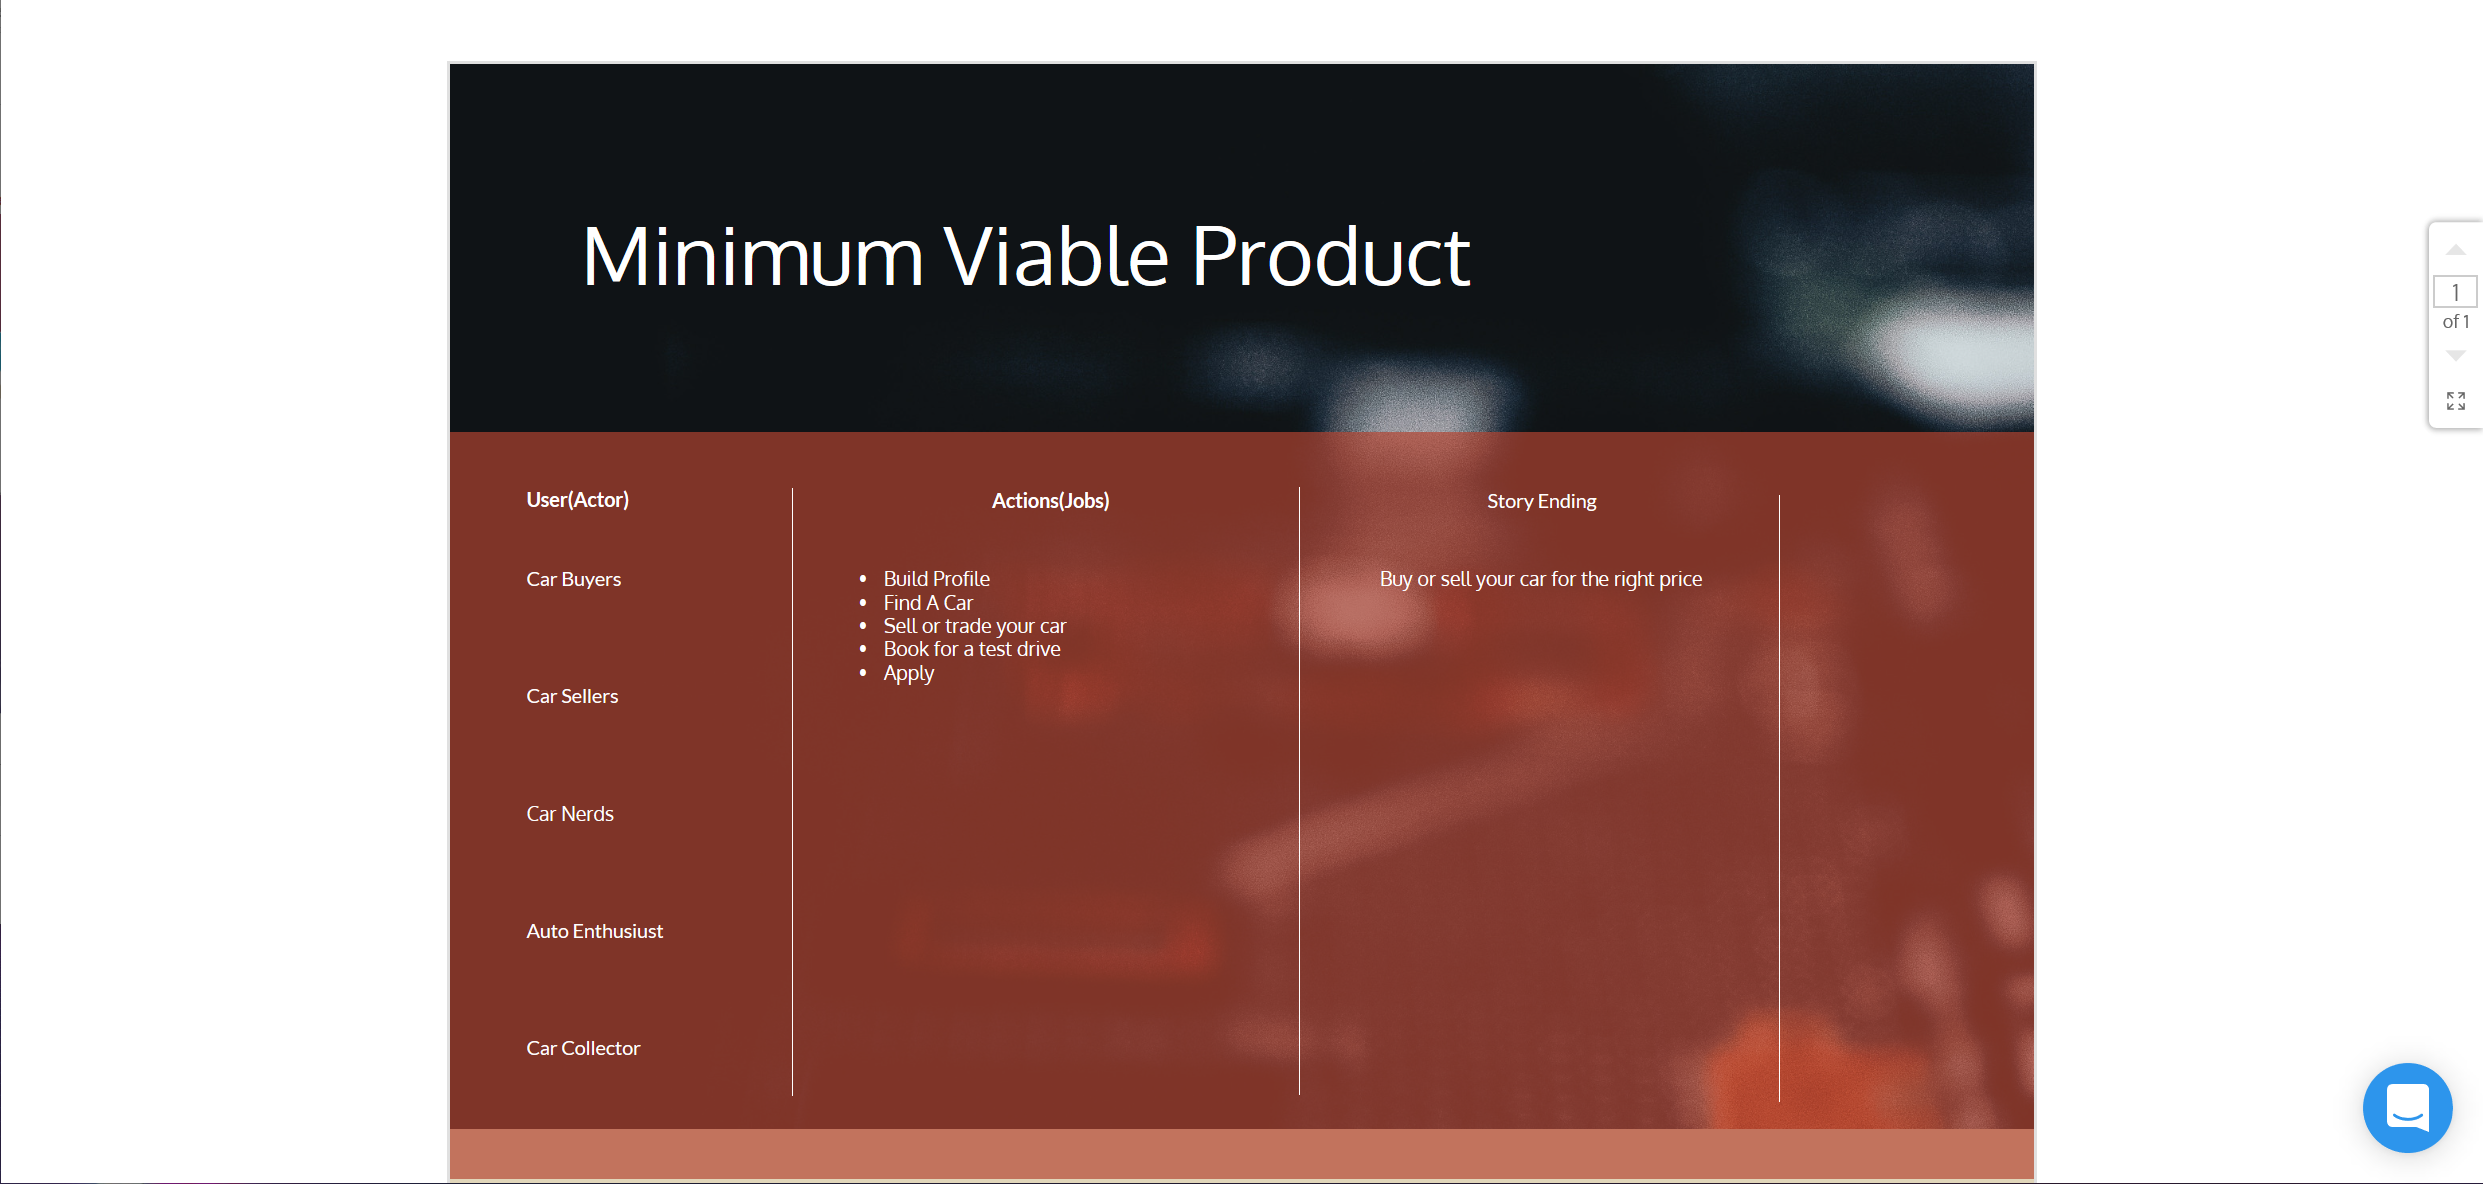 Minimum Viable Product
1
of 1
User(Actor)
Actions(Jobs)
Story Ending
Car Buyers
• Build Profile
• Find A Car
• Sell or trade your car
• Book for a test drive
• Apply
Buy or sell your car for the right price
Car Sellers
Car Nerds
Auto Enthusiust
Car Collector